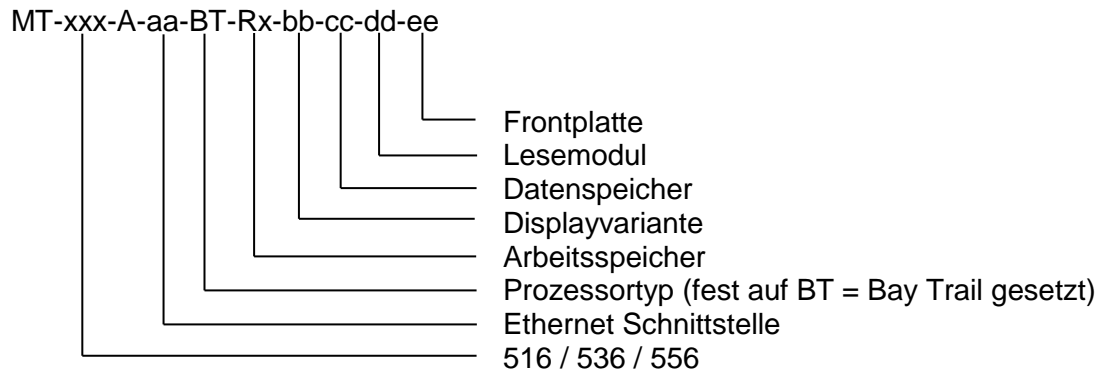 MT-xxx-A-aa-BT-Rx-bb-cc-dd-ee
Frontplatte
Lesemodul
Datenspeicher
Displayvariante
Arbeitsspeicher
Prozessortyp (fest auf BT = Bay Trail gesetzt)
Ethernet Schnittstelle
516 / 536 / 556